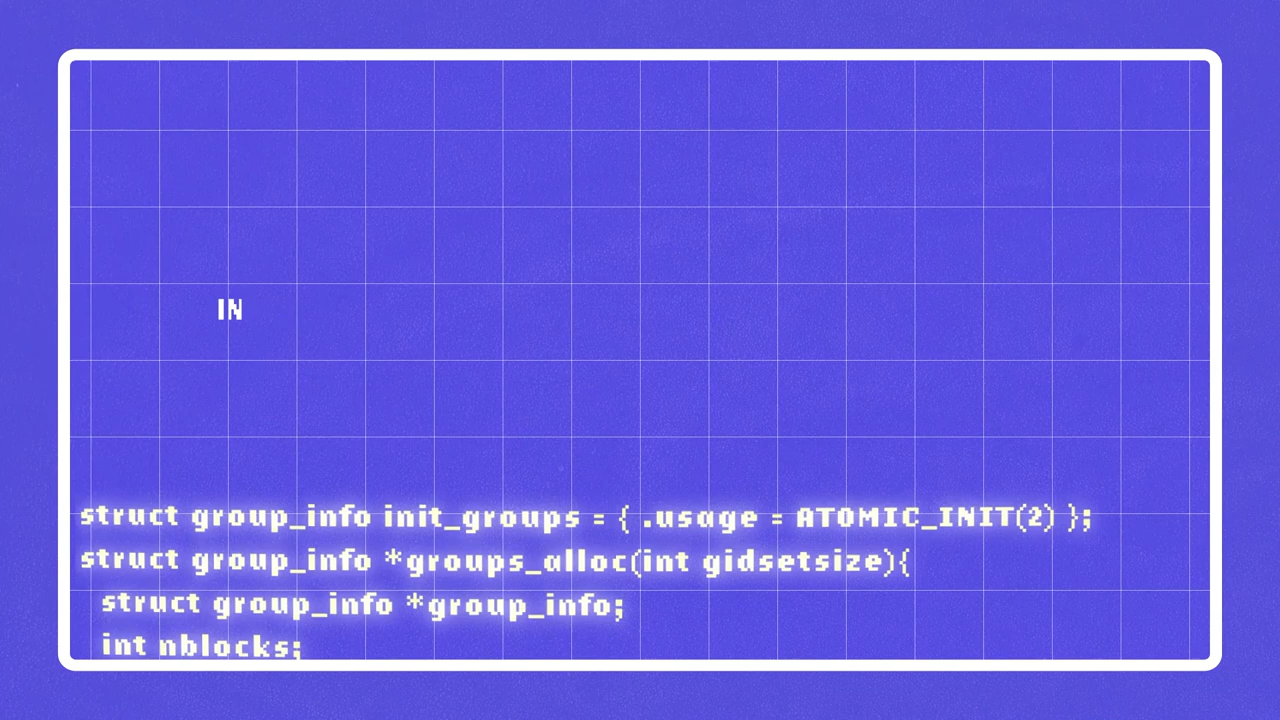 IN
struct group_info init_groups = { .usage = ATOMIC_INIT(2) };
struct group_info *groups_alloc(int gidsetsize){
struct group_info *group_info;
int nblocks;